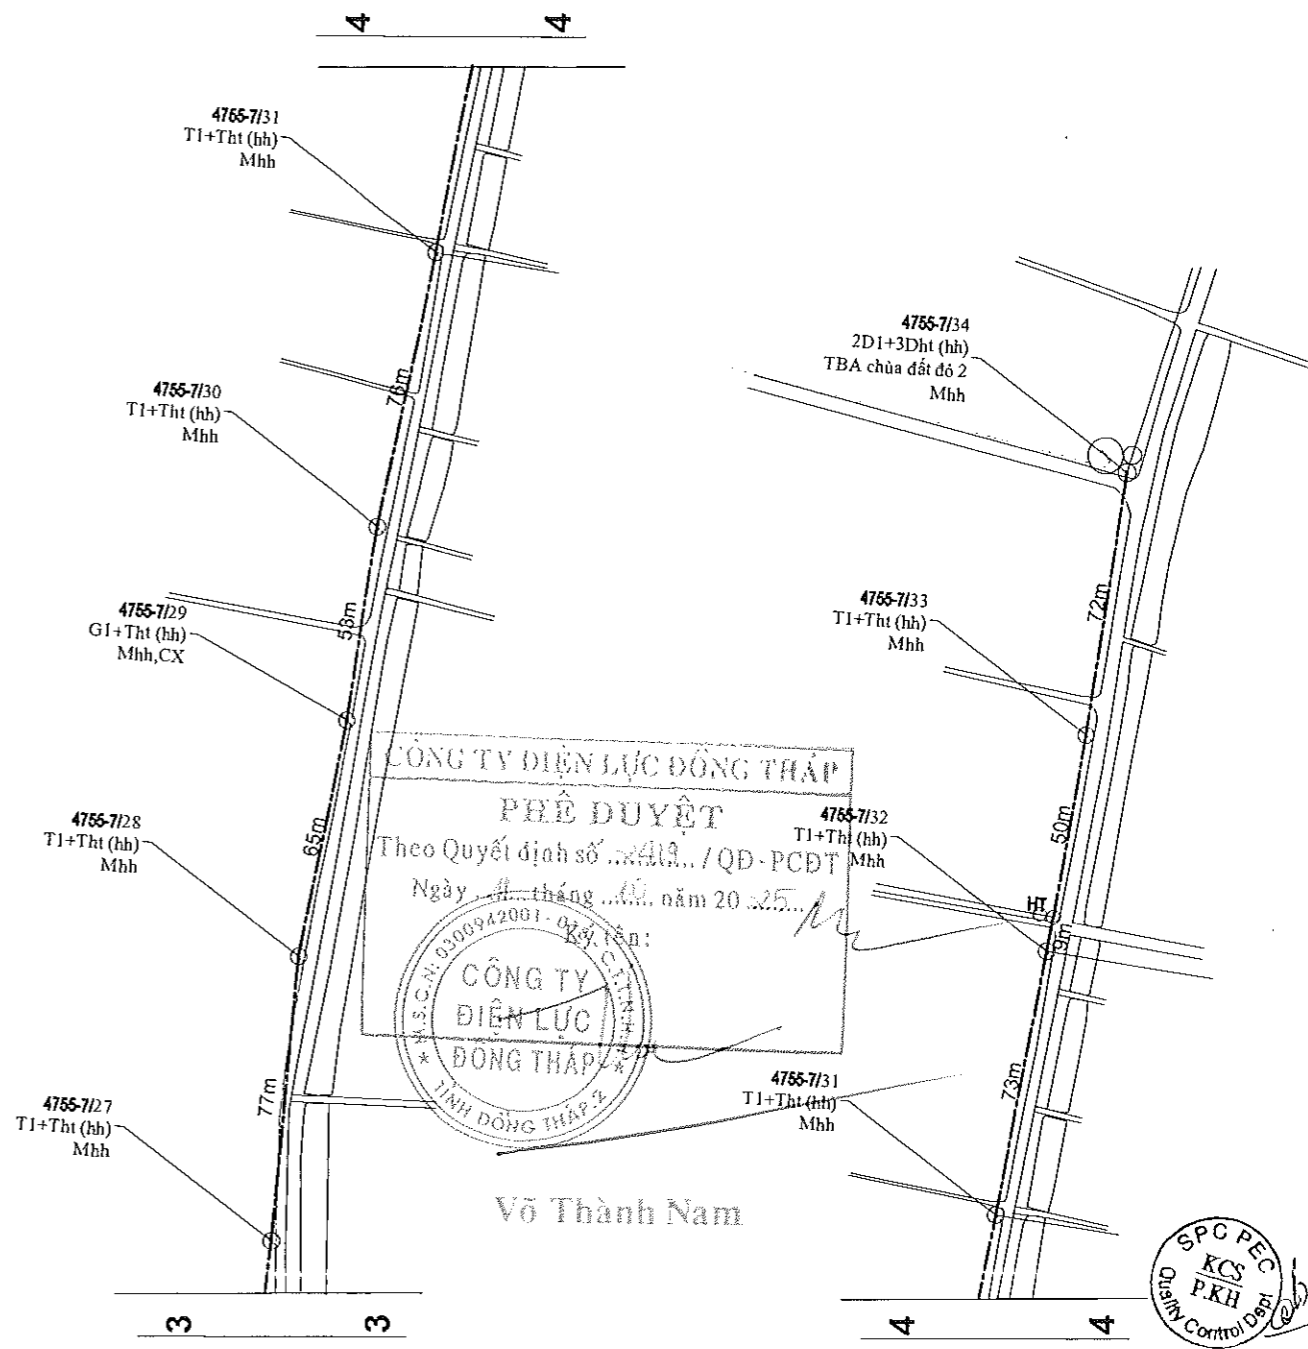 4 4
4755-7/31
T1+Tht (hh)
Mhh
76m
4755-7/30
T1+Tht (hh)
Mhh
53m
4755-7/29
G1+Tht (hh)
Mhh,CX
65m
4755-7/28
T1+Tht (hh)
Mhh
77m
4755-7/27
T1+Tht (hh)
Mhh
3 3
4755-7/34
2D1+3Dht (hh)
TBA chùa đất đỏ 2
Mhh
72m
4755-7/33
T1+Tht (hh)
Mhh
50m
4755-7/32
T1+Tht (hh)
Mhh
HT
9m
73m
4755-7/31
T1+Tht (hh)
Mhh
4 4
CÔNG TY ĐIỆN LỰC ĐỒNG THÁP
PHÊ DUYỆT
Theo Quyết định số / QĐ-PCĐT
Ngày tháng năm 20 25
Ký tên:
M.S.C.N: 0300942001
CÔNG TY
ĐIỆN LỰC
ĐỒNG THÁP
TỈNH ĐỒNG THÁP
Võ Thành Nam
SPC PEC
KCS
P.KH
Quality Control Dept